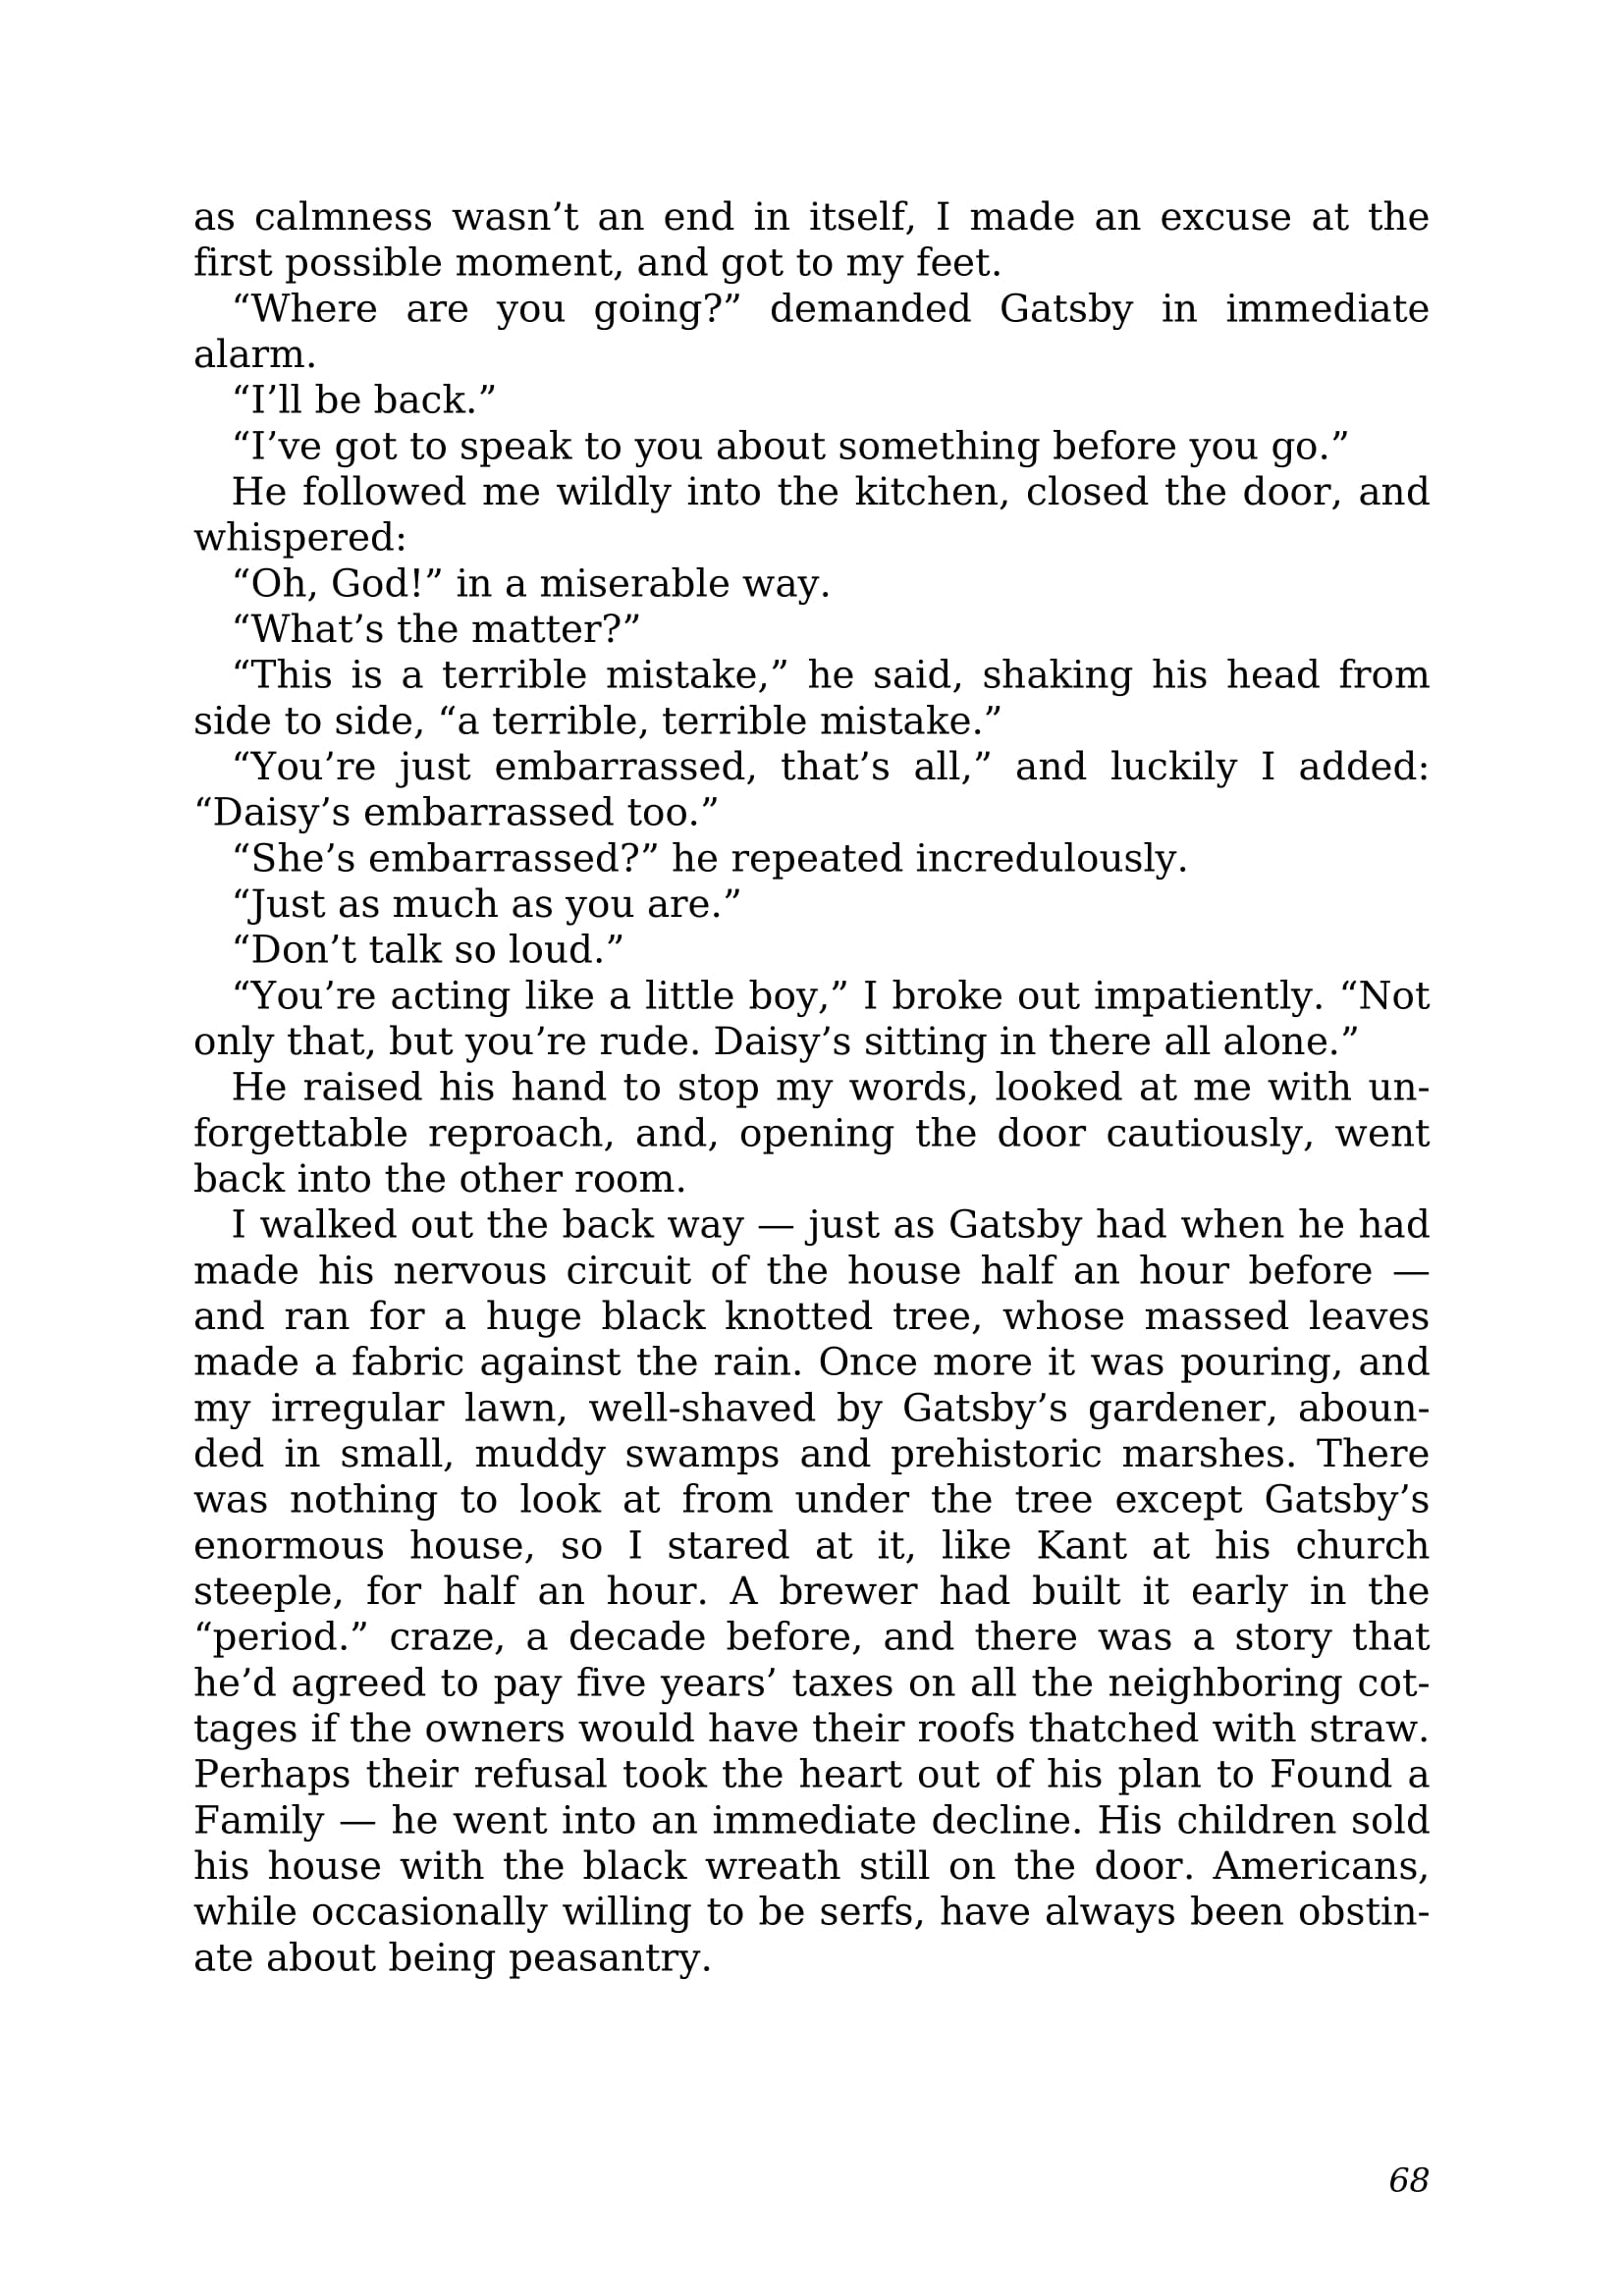 as calmness wasn’t an end in itself, I made an excuse at the
first possible moment, and got to my feet.
“Where are you going?” demanded Gatsby in immediate
alarm.
“I’ll be back.”
“I’ve got to speak to you about something before you go.”
He followed me wildly into the kitchen, closed the door, and
whispered:
“Oh, God!” in a miserable way.
“What’s the matter?”
“This is a terrible mistake,” he said, shaking his head from
side to side, “a terrible, terrible mistake.”
“You’re just embarrassed, that’s all,” and luckily I added:
“Daisy’s embarrassed too.”
“She’s embarrassed?” he repeated incredulously.
“Just as much as you are.”
“Don’t talk so loud.”
“You’re acting like a little boy,” I broke out impatiently. “Not
only that, but you’re rude. Daisy’s sitting in there all alone.”
He raised his hand to stop my words, looked at me with un-
forgettable reproach, and, opening the door cautiously, went
back into the other room.
I walked out the back way — just as Gatsby had when he had
made his nervous circuit of the house half an hour before —
and ran for a huge black knotted tree, whose massed leaves
made a fabric against the rain. Once more it was pouring, and
my irregular lawn, well-shaved by Gatsby’s gardener, aboun-
ded in small, muddy swamps and prehistoric marshes. There
was nothing to look at from under the tree except Gatsby’s
enormous house, so I stared at it, like Kant at his church
steeple, for half an hour. A brewer had built it early in the
“period.” craze, a decade before, and there was a story that
he’d agreed to pay five years’ taxes on all the neighboring cot-
tages if the owners would have their roofs thatched with straw.
Perhaps their refusal took the heart out of his plan to Found a
Family — he went into an immediate decline. His children sold
his house with the black wreath still on the door. Americans,
while occasionally willing to be serfs, have always been obstin-
ate about being peasantry.
68